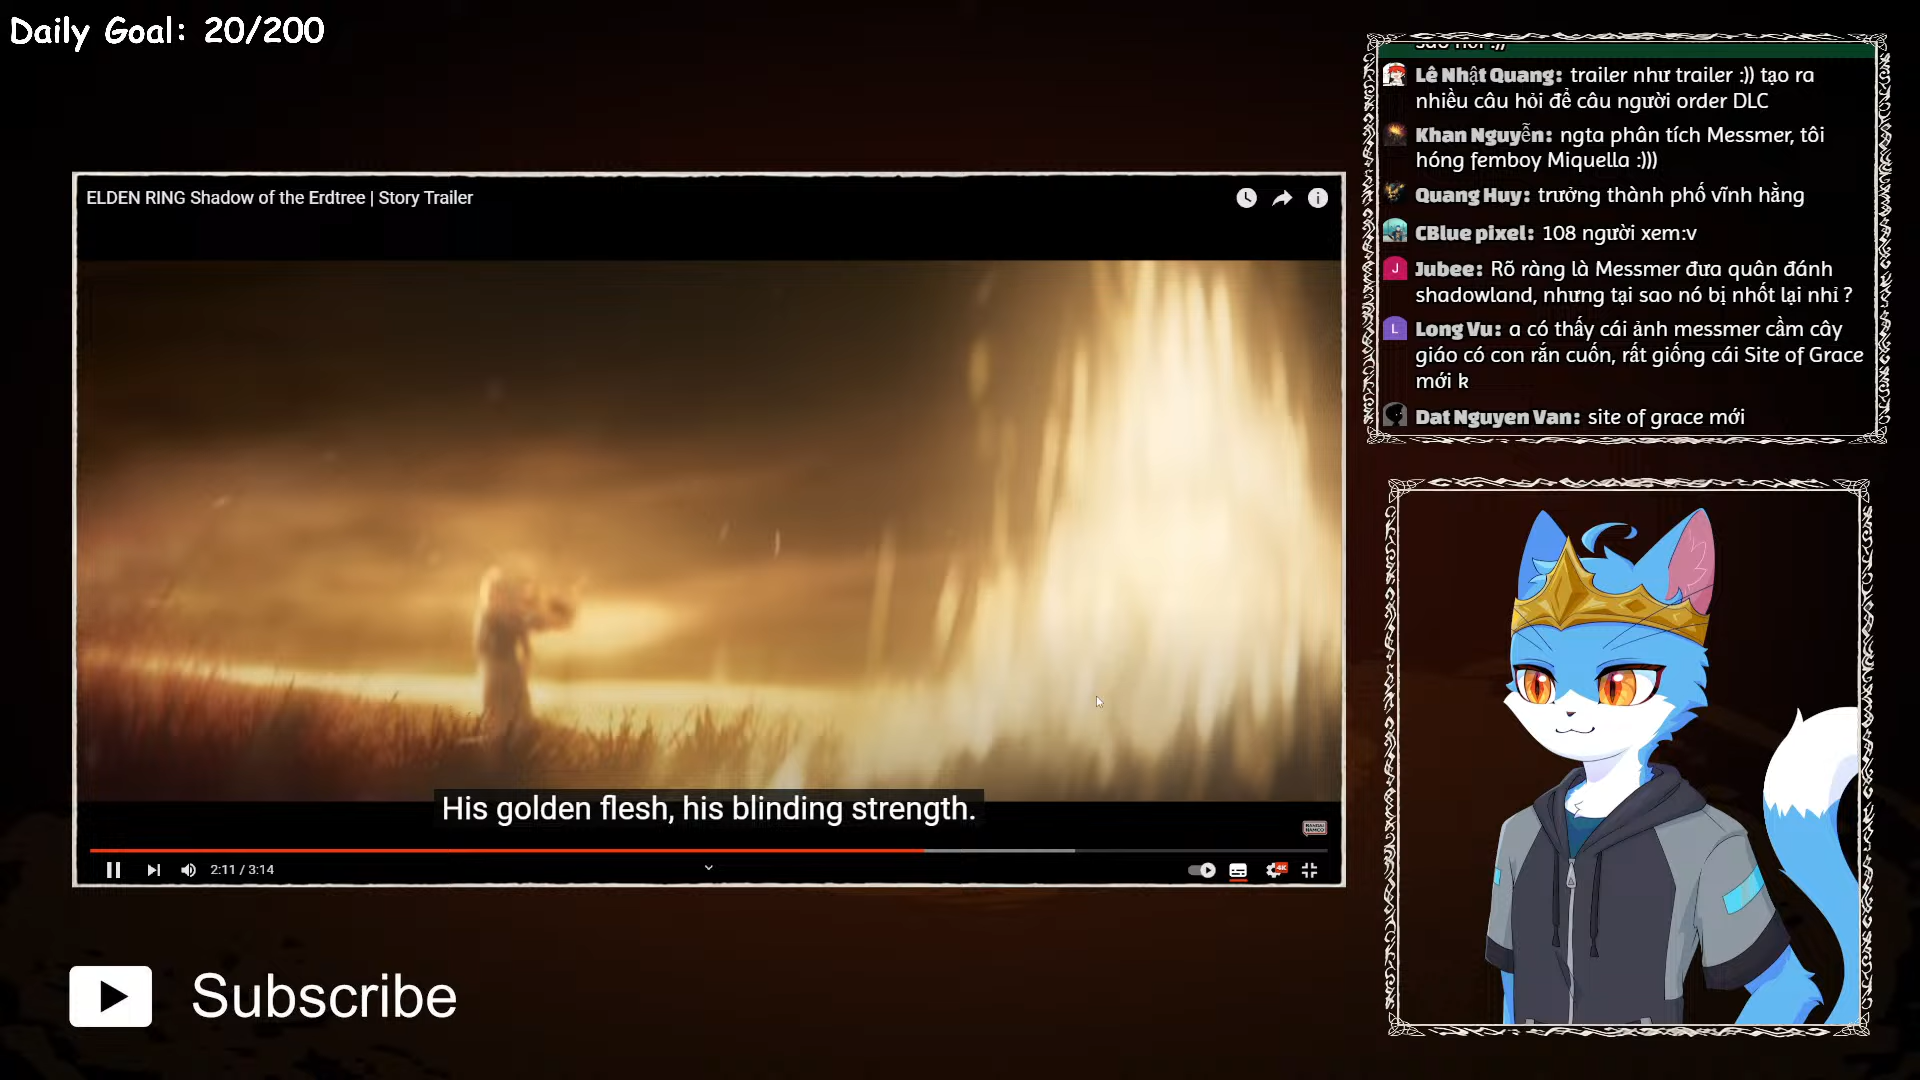 Daily Goal: 20/200
ELDEN RING Shadow of the Erdtree | Story Trailer
His golden flesh, his blinding strength.
BANDAI
NAMCO
2:11 / 3:14
4K
Subscribe
Lê Nhật Quang: trailer như trailer :)) tạo ra
nhiều câu hỏi để câu người order DLC
Khan Nguyễn: ngta phân tích Messmer, tôi
hóng femboy Miquella :)))
Quang Huy: trưởng thành phố vĩnh hằng
CBlue pixel: 108 người xem:v
J
Jubee: Rõ ràng là Messmer đưa quân đánh
shadowland, nhưng tại sao nó bị nhốt lại nhỉ ?
L
Long Vu: a có thấy cái ảnh messmer cầm cây
giáo có con rắn cuốn, rất giống cái Site of Grace
mới k
Dat Nguyen Van: site of grace mới